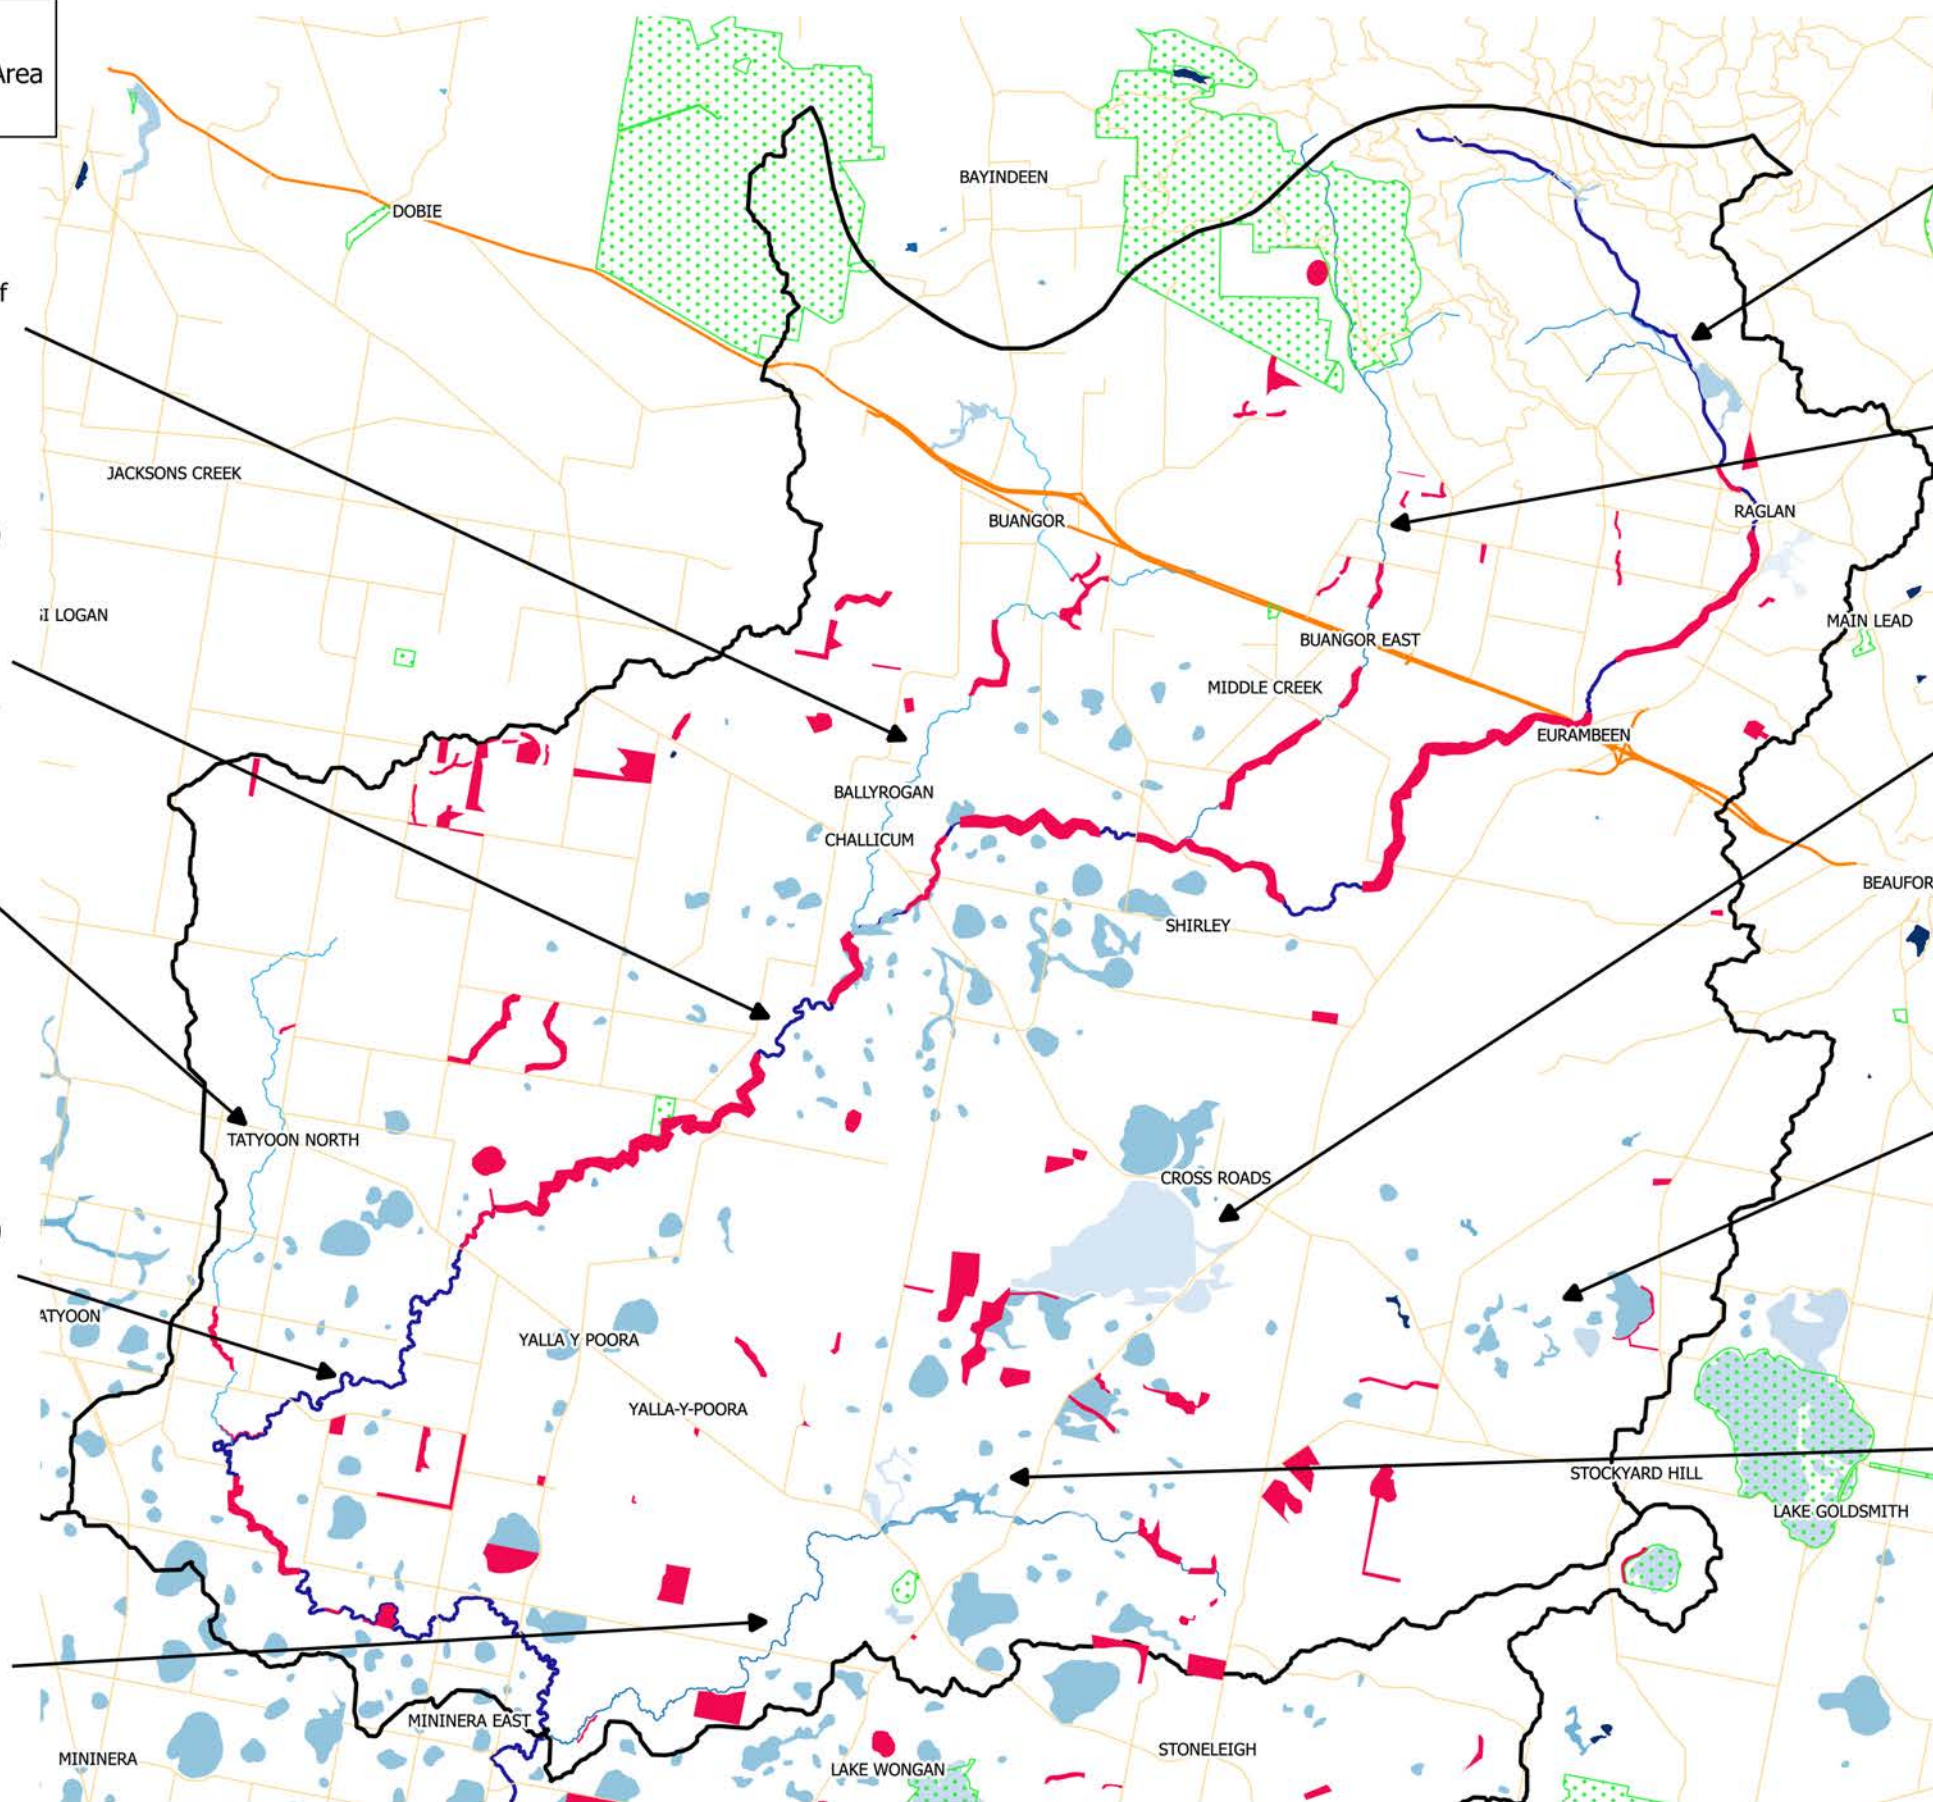 Area
f
DOBIE
BAYINDEEN
JACKSONS CREEK
BUANGOR
RAGLAN
LOGAN
MAIN LEAD
BUANGOR EAST
MIDDLE CREEK
EURAMBEEN
BALLYROGAN
CHALLICUM
BEAUFOR
SHIRLEY
TATYOON NORTH
CROSS ROADS
ATYOON
YALLA Y POORA
YALLA-Y-POORA
STOCKYARD HILL
LAKE GOLDSMITH
MININERA EAST
MININERA
STONELEIGH
LAKE WONGAN